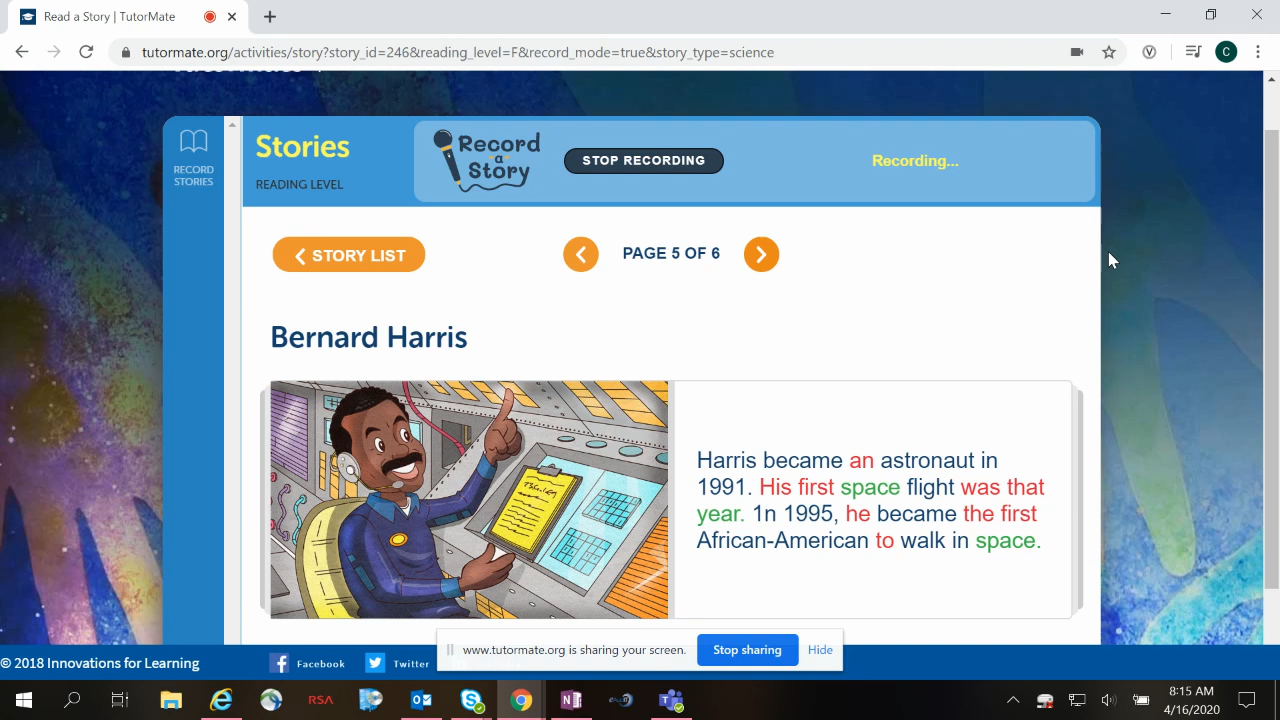 Read a Story | TutorMate
tutormate.org/activities/story?story_id=246&reading_level=F&record_mode=true&story_type=science
V
C
RECORD
STORIES
Stories
READING LEVEL
Record
a
Story
STOP RECORDING
Recording...
STORY LIST
PAGE 5 OF 6
Bernard Harris
Harris became an astronaut in
1991. His first space flight was that
year. 1n 1995, he became the first
African-American to walk in space.
www.tutormate.org is sharing your screen.
Stop sharing
Hide
© 2018 Innovations for Learning
Facebook
Twitter
RSA
8:15 AM
4/16/2020